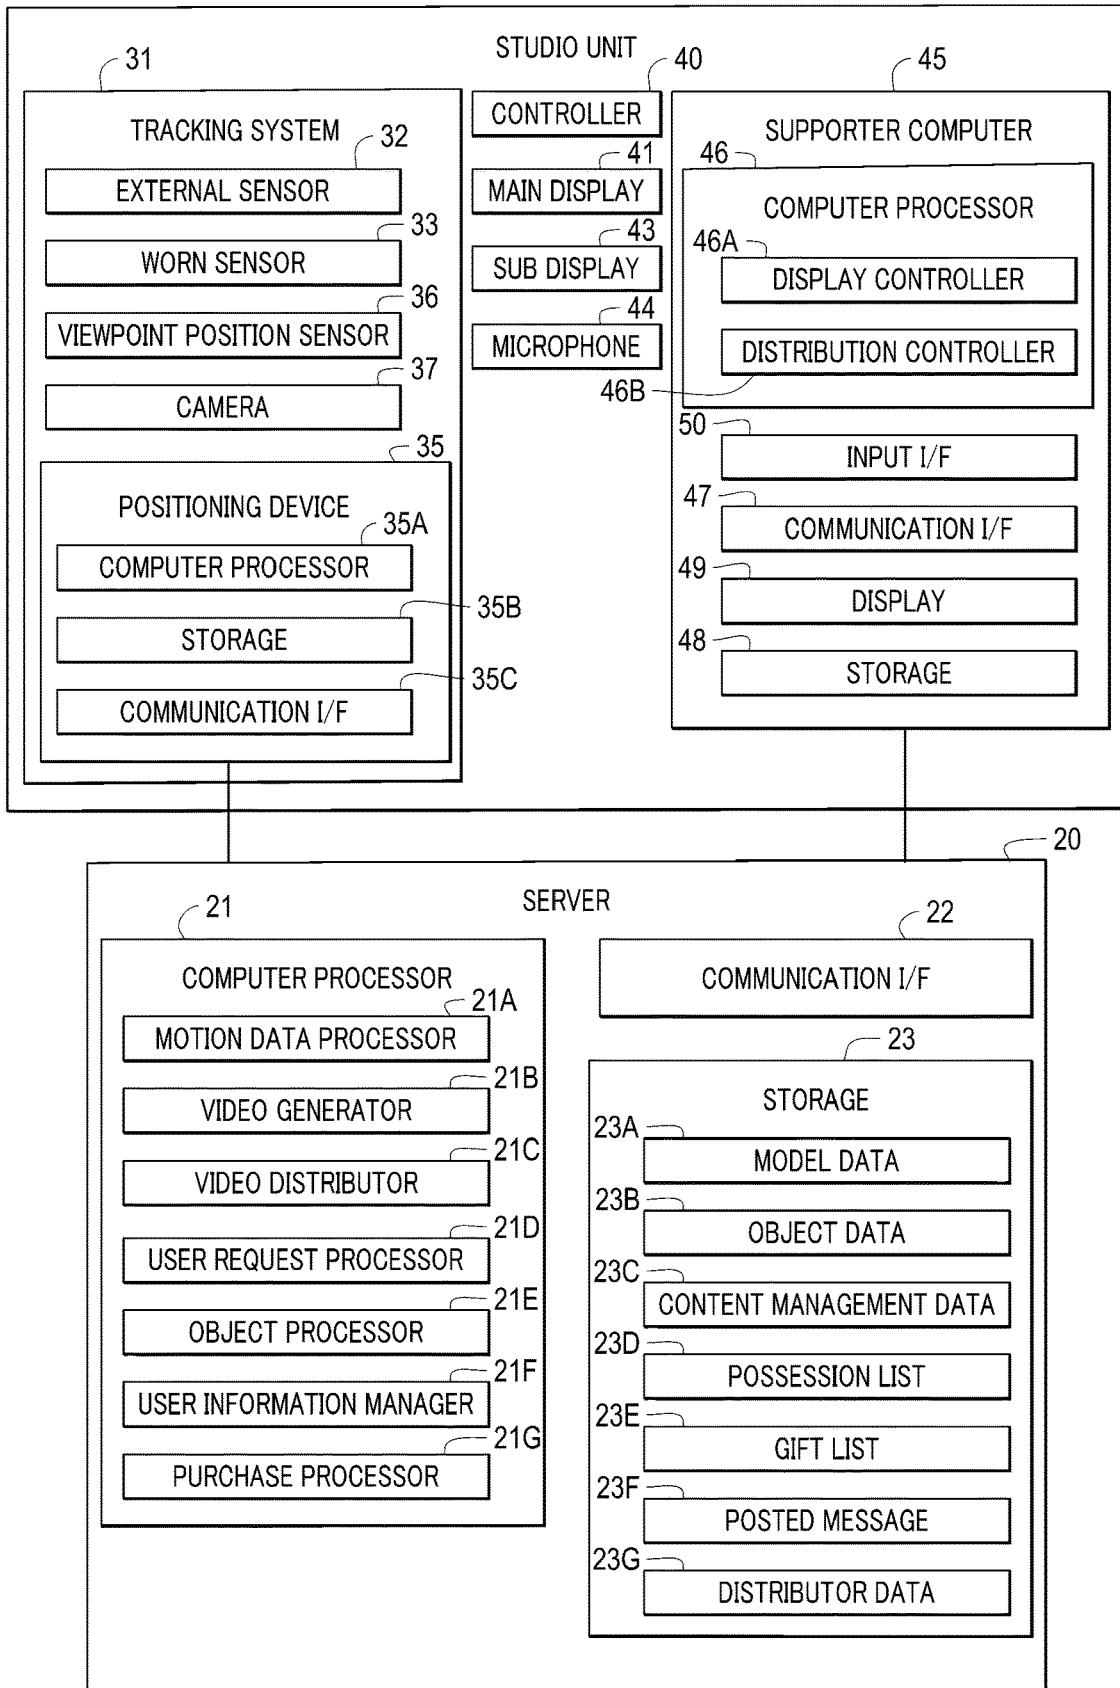 STUDIO UNIT
31
TRACKING SYSTEM
32
EXTERNAL SENSOR
33
WORN SENSOR
36
VIEWPOINT POSITION SENSOR
37
CAMERA
35
POSITIONING DEVICE
35A
COMPUTER PROCESSOR
35B
STORAGE
35C
COMMUNICATION I/F
40
CONTROLLER
41
MAIN DISPLAY
43
SUB DISPLAY
44
MICROPHONE
45
SUPPORTER COMPUTER
46
COMPUTER PROCESSOR
46A
DISPLAY CONTROLLER
DISTRIBUTION CONTROLLER
46B
50
INPUT I/F
47
COMMUNICATION I/F
49
DISPLAY
48
STORAGE
20
SERVER
21
COMPUTER PROCESSOR
21A
MOTION DATA PROCESSOR
21B
VIDEO GENERATOR
21C
VIDEO DISTRIBUTOR
21D
USER REQUEST PROCESSOR
21E
OBJECT PROCESSOR
21F
USER INFORMATION MANAGER
21G
PURCHASE PROCESSOR
22
COMMUNICATION I/F
23
STORAGE
23A
MODEL DATA
23B
OBJECT DATA
23C
CONTENT MANAGEMENT DATA
23D
POSSESSION LIST
23E
GIFT LIST
23F
POSTED MESSAGE
23G
DISTRIBUTOR DATA